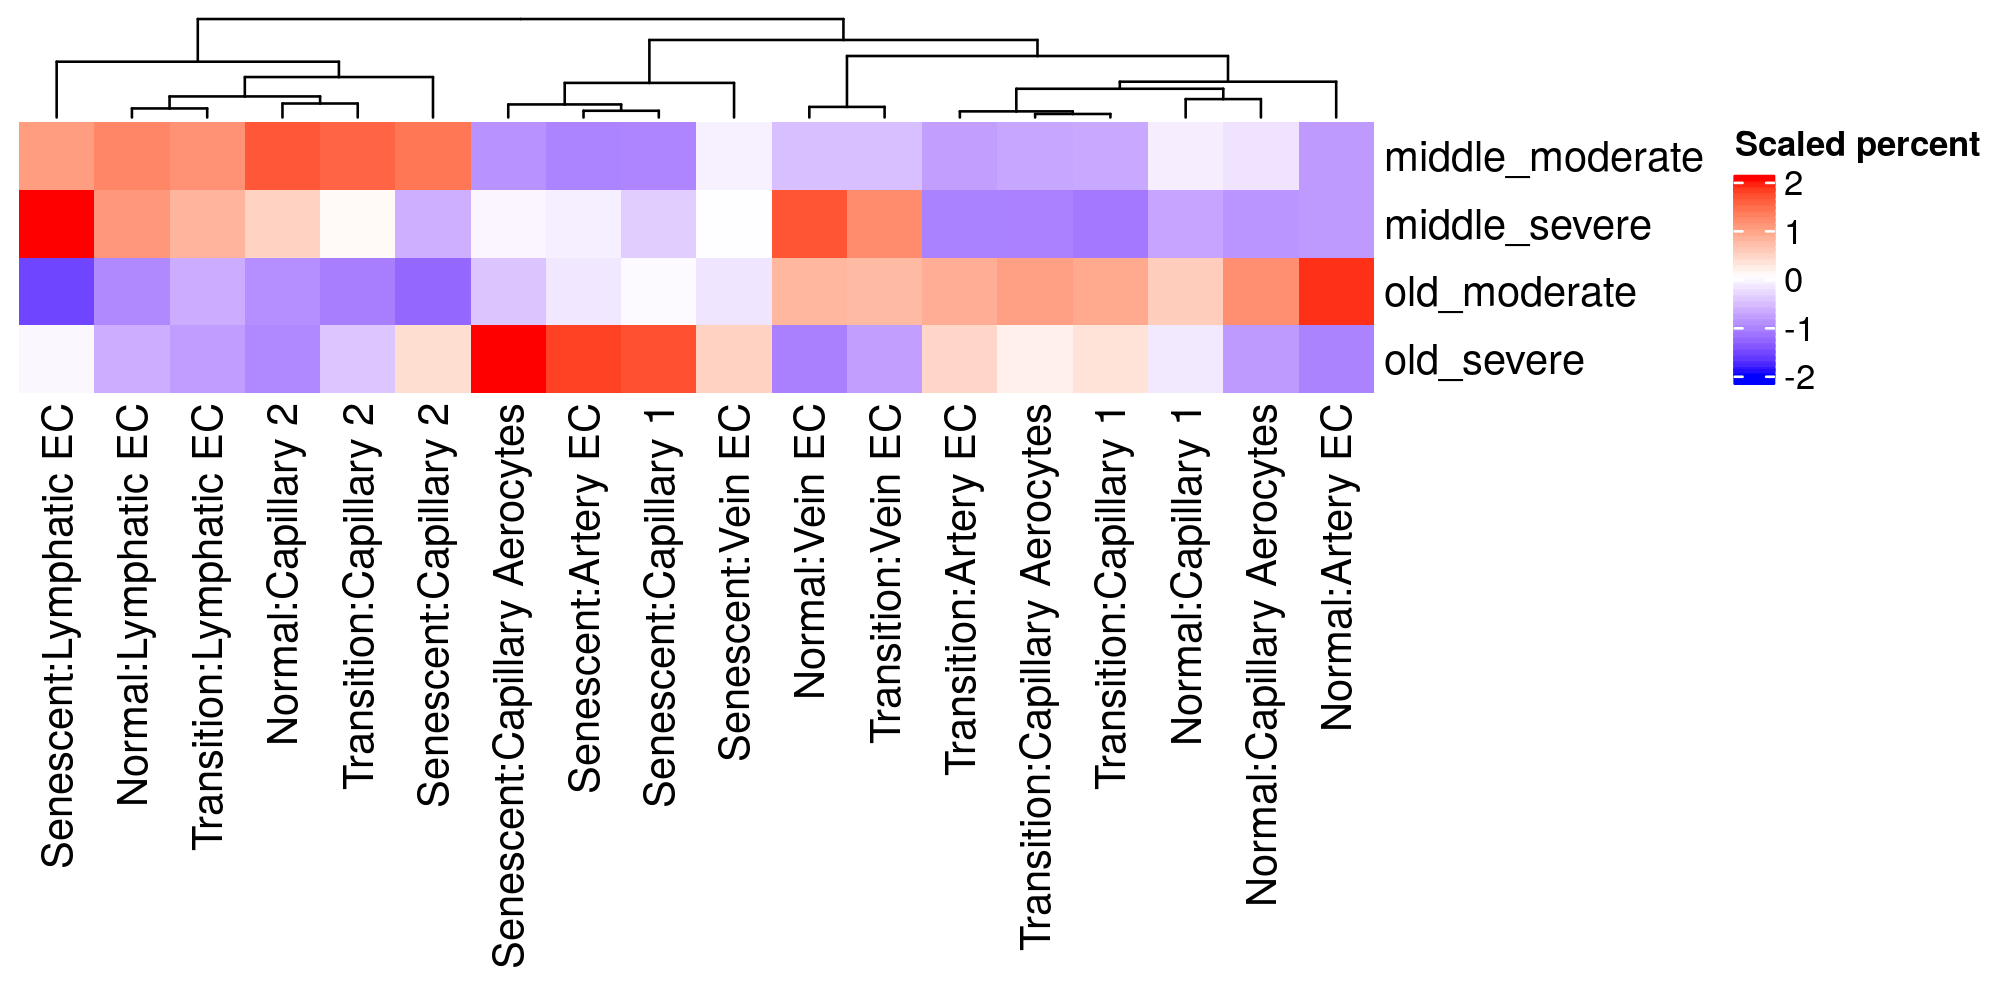 middle_moderate
middle_severe
old_moderate
old_severe
Scaled percent
2
1
0
-1
-2
Senescent:Lymphatic EC
Normal:Lymphatic EC
Transition:Lymphatic EC
Normal:Capillary 2
Transition:Capillary 2
Senescent:Capillary 2
Senescent:Capillary Aerocytes
Senescent:Artery EC
Senescent:Capillary 1
Senescent:Vein EC
Normal:Vein EC
Transition:Vein EC
Transition:Artery EC
Transition:Capillary Aerocytes
Transition:Capillary 1
Normal:Capillary 1
Normal:Capillary Aerocytes
Normal:Artery EC